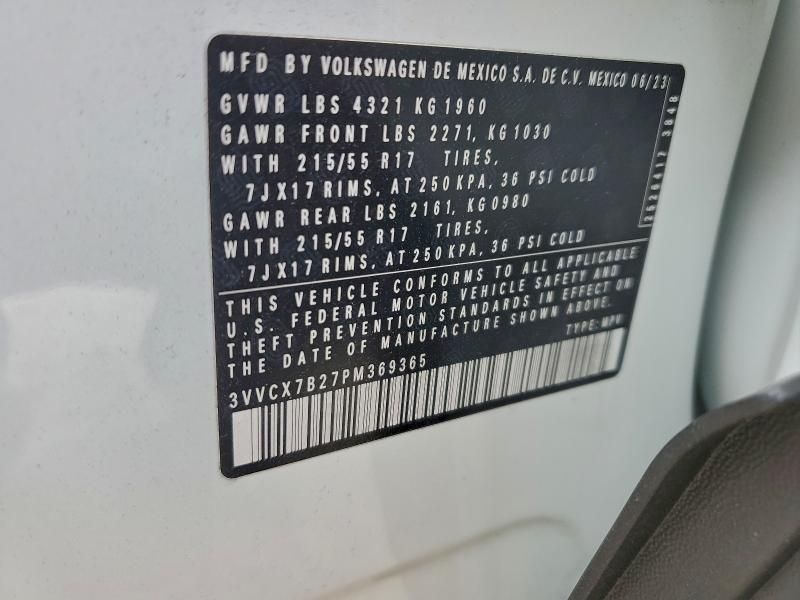 MFD BY VOLKSWAGEN DE MEXICO S.A. DE C.V. MEXICO 06/23
GVWR LBS 4321 KG 1960
GAWR FRONT LBS 2271, KG 1030
WITH 215/55 R17 TIRES,
7JX17 RIMS, AT 250 KPA, 36 PSI COLD
GAWR REAR LBS 2161, KG 0980
WITH 215/55 R17 TIRES,
7JX17 RIMS, AT 250 KPA, 36 PSI COLD
2626412 3848
THIS VEHICLE CONFORMS TO ALL APPLICABLE
U.S. FEDERAL MOTOR VEHICLE SAFETY AND
THEFT PREVENTION STANDARDS IN EFFECT ON
THE DATE OF MANUFACTURE SHOWN ABOVE.
TYPE: MPV
3VVCX7B27PM369365